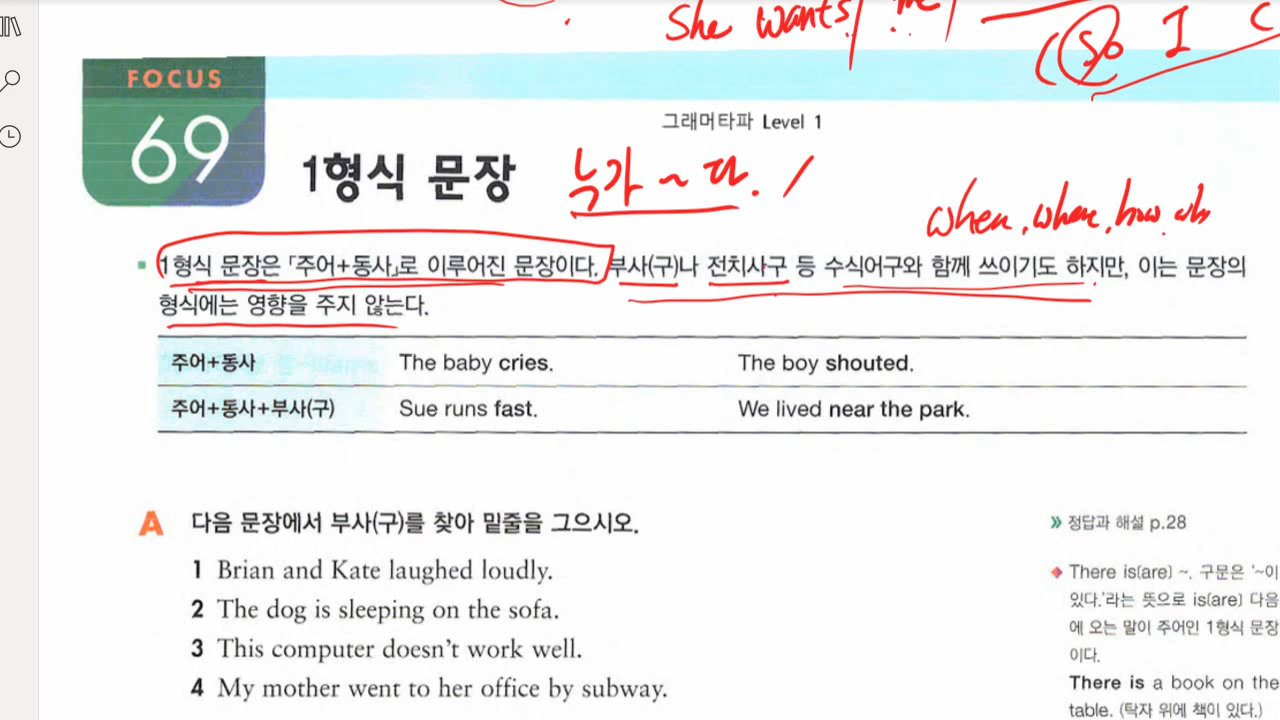 She wants me
So I
FOCUS
69
그래머타파 Level 1
1형식 문장 누가 ~ 다.
when, where, how, why
1형식 문장은 「주어+동사」로 이루어진 문장이다. 부사(구)나 전치사구 등 수식어구와 함께 쓰이기도 하지만, 이는 문장의
형식에는 영향을 주지 않는다.
주어+동사 The baby cries. The boy shouted.
주어+동사+부사(구) Sue runs fast. We lived near the park.
A 다음 문장에서 부사(구)를 찾아 밑줄을 그으시오.
1 Brian and Kate laughed loudly.
2 The dog is sleeping on the sofa.
3 This computer doesn't work well.
4 My mother went to her office by subway.
» 정답과 해설 p.28
There is(are) ~. 구문은 '~이
있다.'라는 뜻으로 is(are) 다음
에 오는 말이 주어인 1형식 문장
이다.
There is a book on the
table. (탁자 위에 책이 있다.)